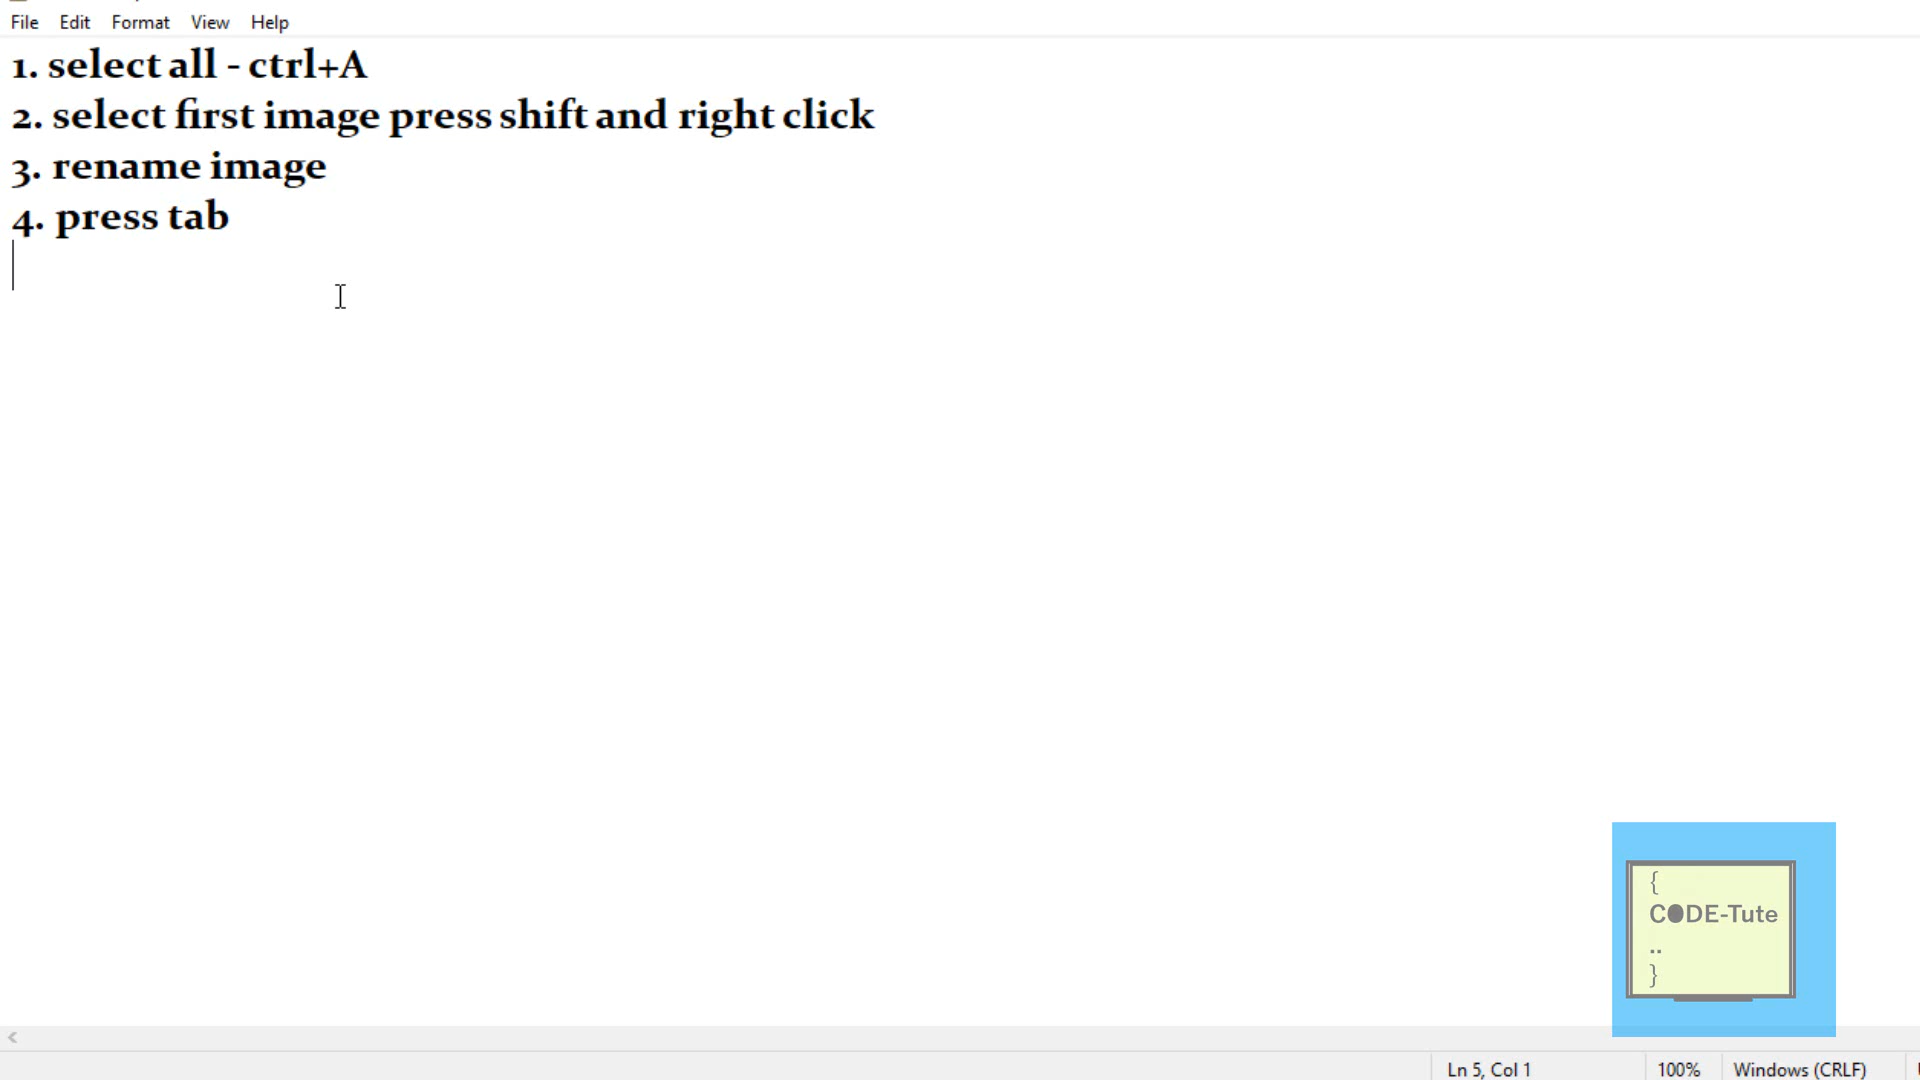 File Edit Format View Help
1. select all - ctrl+A
2. select first image press shift and right click
3. rename image
4. press tab
{
CODE-Tute
..
}
Ln 5, Col 1 100% Windows (CRLF)